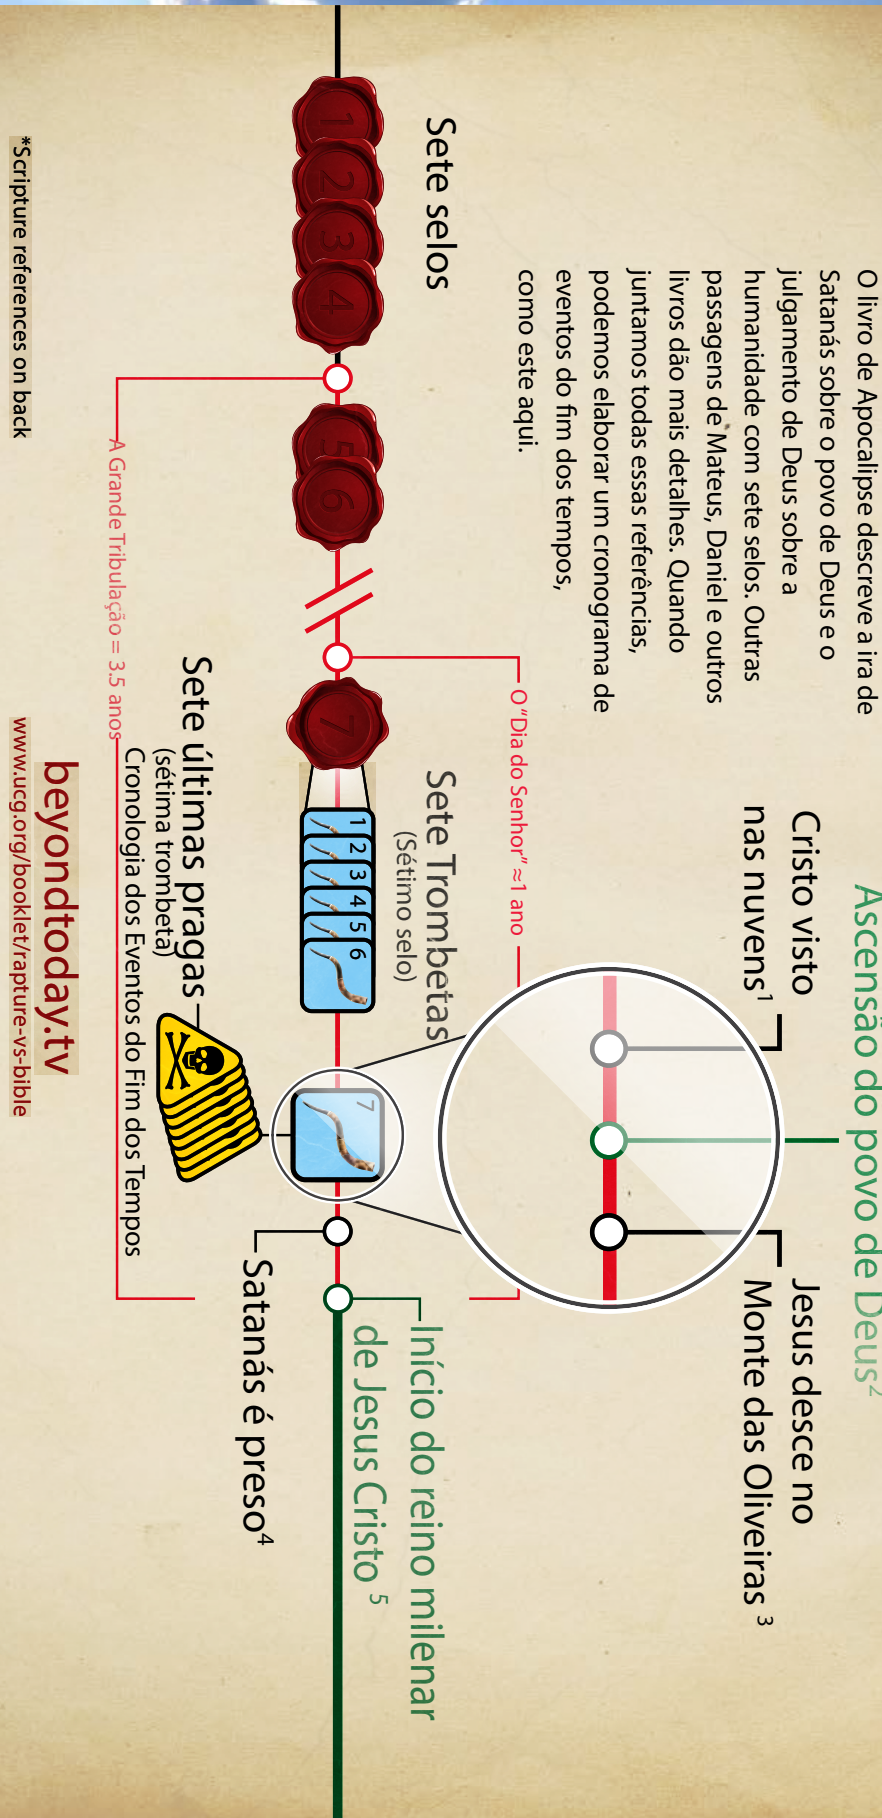 O livro de Apocalipse descreve a ira de
Satanás sobre o povo de Deus e o
julgamento de Deus sobre a
humanidade com sete selos. Outras
passagens de Mateus, Daniel e outros
livros dão mais detalhes. Quando
juntamos todas essas referências,
podemos elaborar um cronograma de
eventos do fim dos tempos,
como este aqui.
Ascensão do povo de Deus²
Cristo visto
nas nuvens¹
Jesus desce no
Monte das Oliveiras ³
O "Dia do Senhor" ≈1 ano
Sete selos
Sete Trombetas
(Sétimo selo)
Início do reino milenar
de Jesus Cristo ⁵
1
2
3
4
5
6
7
1
2
3
4
5
6
7
Satanás é preso⁴
Sete últimas pragas
(sétima trombeta)
Cronologia dos Eventos do Fim dos Tempos
A Grande Tribulação = 3.5 anos
beyondtoday.tv
www.ucg.org/booklet/rapture-vs-bible
*Scripture references on back